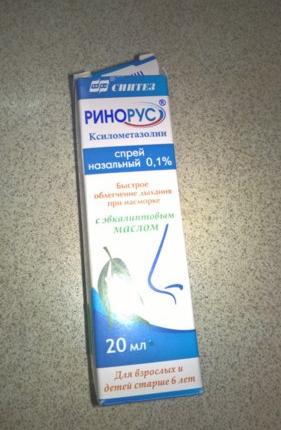 СИНТЕЗ
РИНОРУС®
Ксилометазолин
спрей
назальный 0,1%
Быстрое
облегчение дыхания
при насморке
с эвкалиптовым
маслом
20 мл
Для взрослых и
детей старше 6 лет